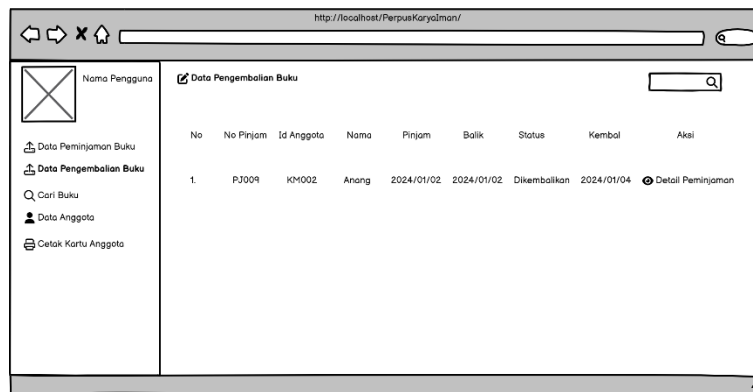 http://localhost/PerpusKaryaIman/
Nama Pengguna
Data Peminjaman Buku
Data Pengembalian Buku
Cari Buku
Data Anggota
Cetak Kartu Anggota
Data Pengembalian Buku
No No Pinjam Id Anggota Nama Pinjam Balik Status Kembal Aksi
1. PJ009 KM002 Anang 2024/01/02 2024/01/02 Dikembalikan 2024/01/04 Detail Peminjaman